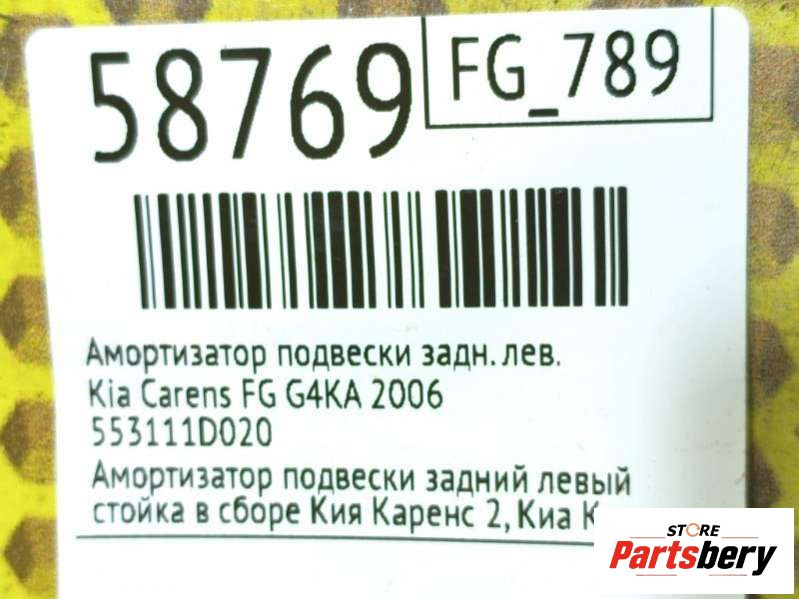 58769
FG_789
Амортизатор подвески задн. лев.
Kia Carens FG G4KA 2006
553111D020
Амортизатор подвески задний левый
стойка в сборе Кия Каренс 2, Киа
STORE
Partsbery